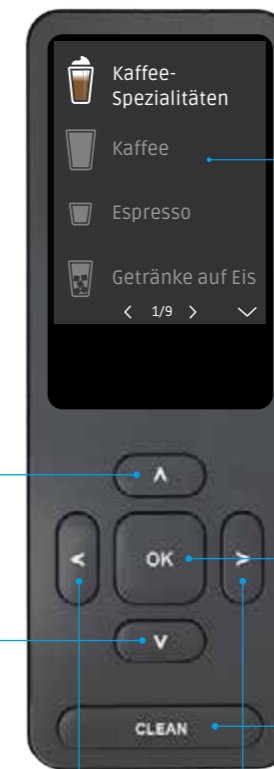 Kaffee-
Spezialitäten
Kaffee
Espresso
Getränke auf Eis
< 1/9 >
OK
CLEAN